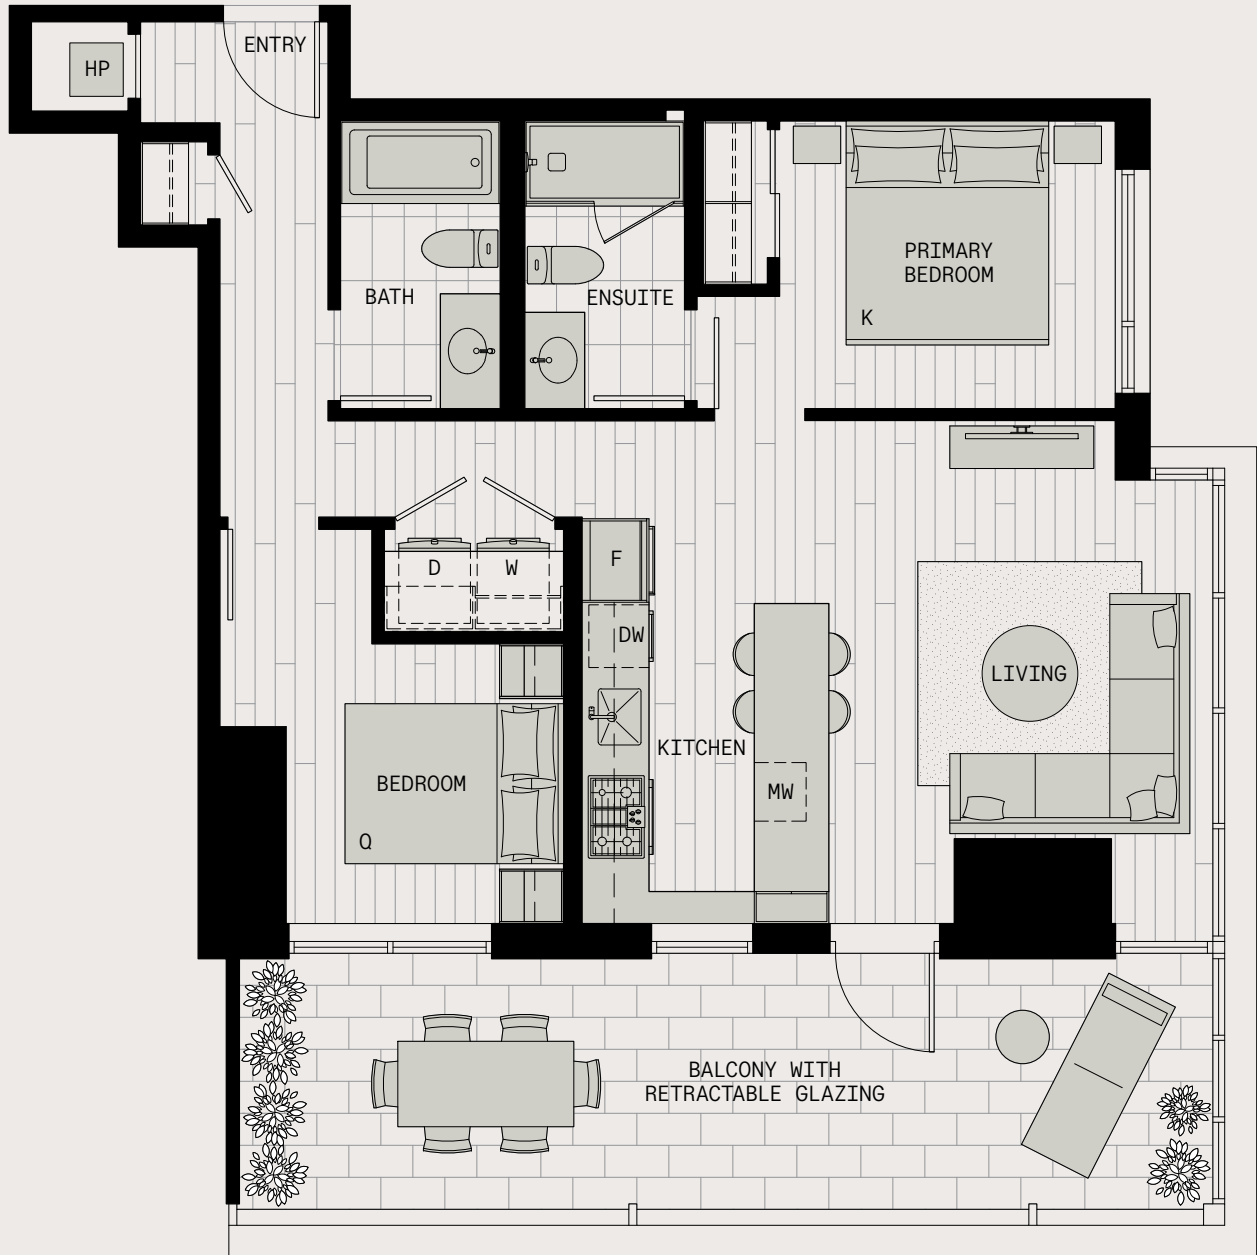 ENTRY
HP
PRIMARY
BEDROOM
BATH
ENSUITE
K
F
D
W
DW
LIVING
KITCHEN
BEDROOM
MW
Q
BALCONY WITH
RETRACTABLE GLAZING